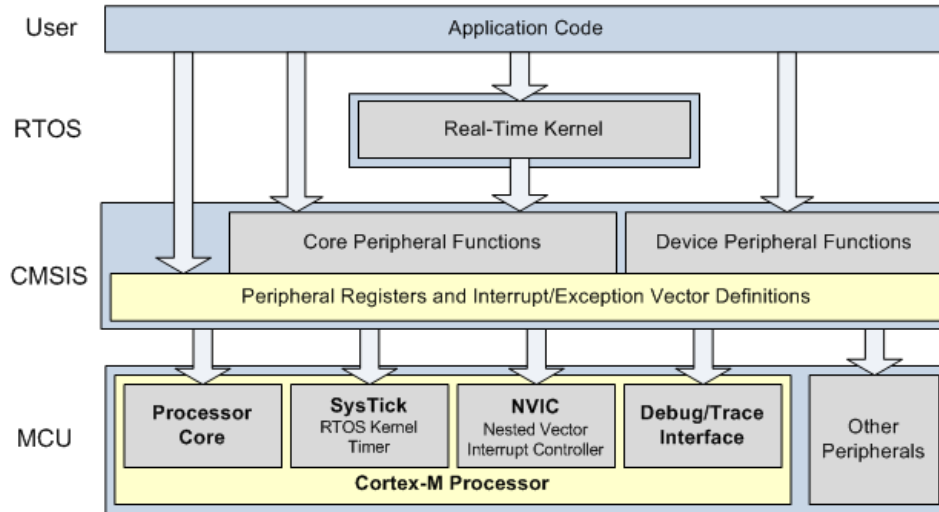 User
Application Code
RTOS
Real-Time Kernel
CMSIS
Core Peripheral Functions
Device Peripheral Functions
Peripheral Registers and Interrupt/Exception Vector Definitions
MCU
Processor
Core
SysTick
RTOS Kernel
Timer
NVIC
Nested Vector
Interrupt Controller
Debug/Trace
Interface
Other
Peripherals
Cortex-M Processor